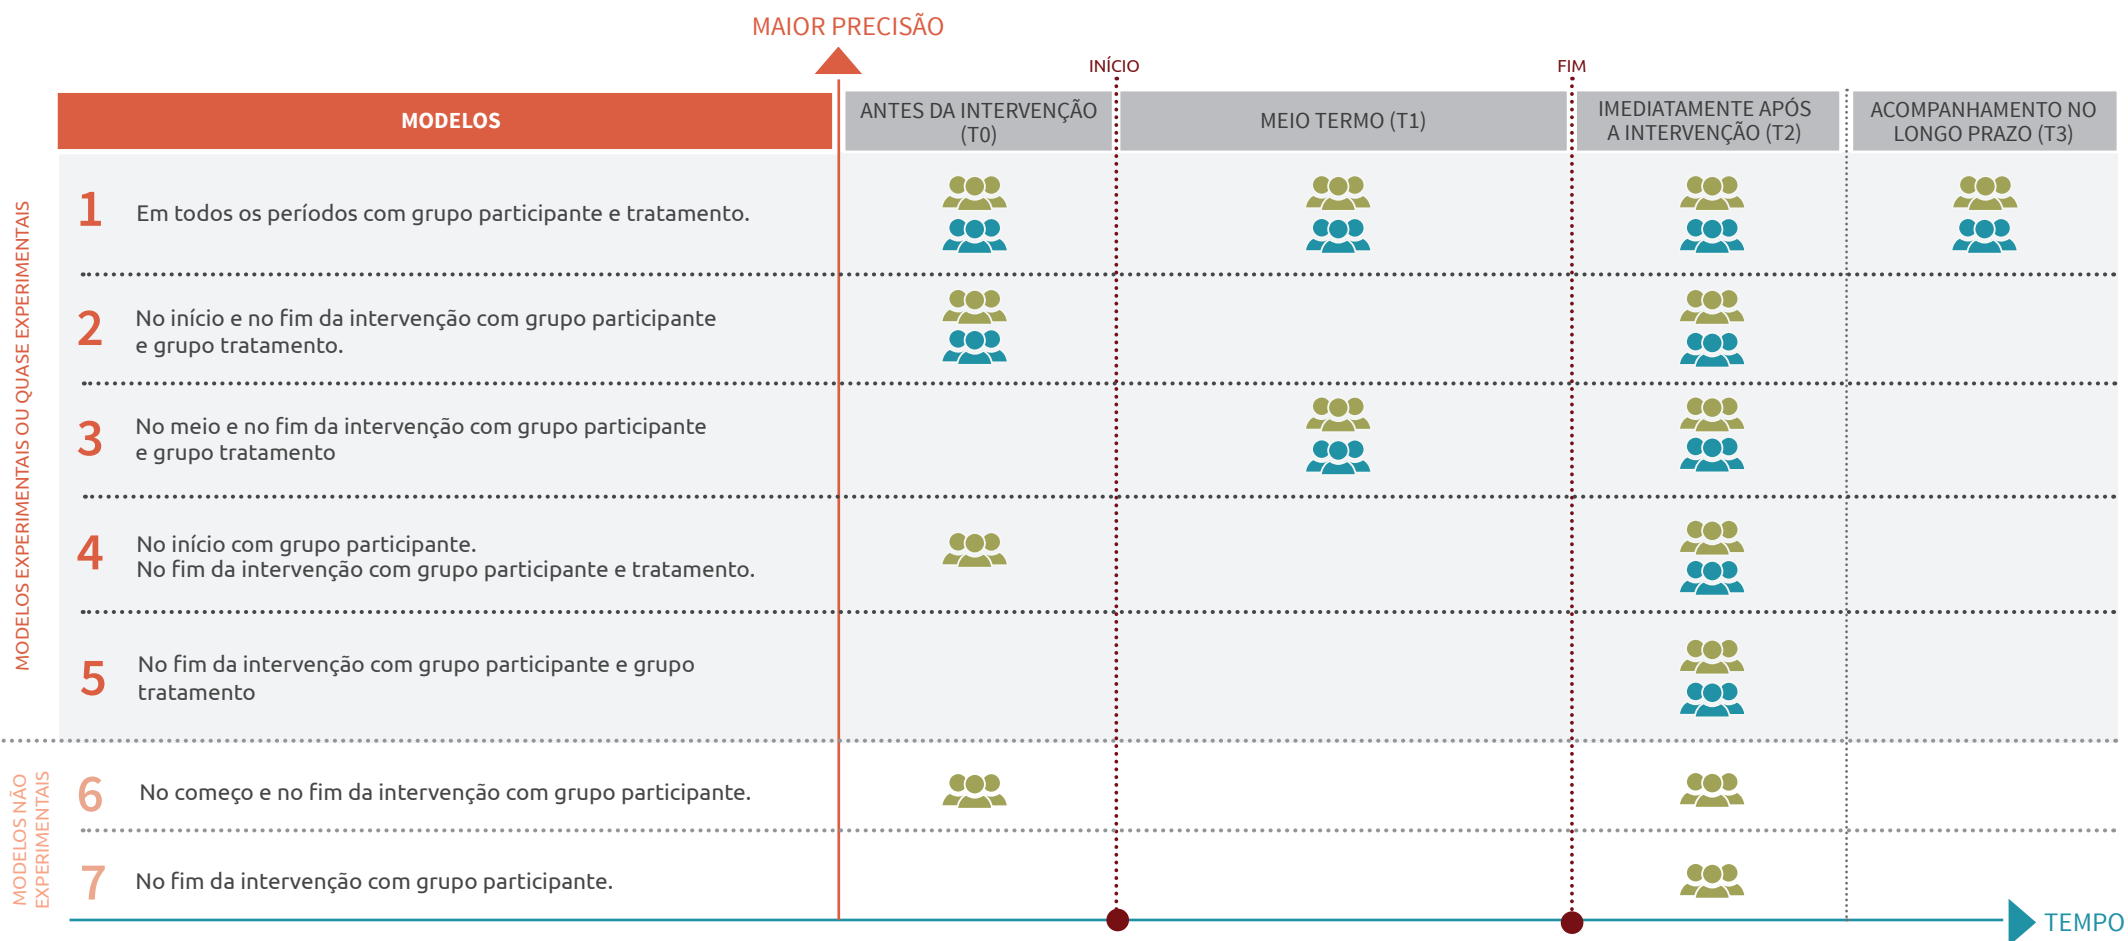 MAIOR PRECISÃO
INÍCIO
FIM
MODELOS
ANTES DA INTERVENÇÃO
(T0)
MEIO TERMO (T1)
IMEDIATAMENTE APÓS
A INTERVENÇÃO (T2)
ACOMPANHAMENTO NO
LONGO PRAZO (T3)
MODELOS EXPERIMENTAIS OU QUASE EXPERIMENTAIS
1
Em todos os períodos com grupo participante e tratamento.
2
No início e no fim da intervenção com grupo participante
e grupo tratamento.
3
No meio e no fim da intervenção com grupo participante
e grupo tratamento
4
No início com grupo participante.
No fim da intervenção com grupo participante e tratamento.
5
No fim da intervenção com grupo participante e grupo
tratamento
MODELOS NÃO
EXPERIMENTAIS
6
No começo e no fim da intervenção com grupo participante.
7
No fim da intervenção com grupo participante.
TEMPO